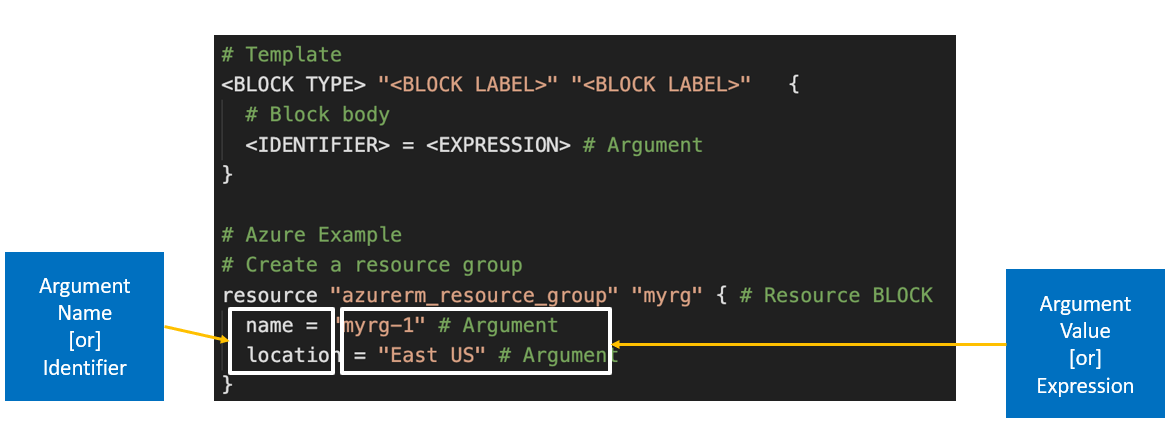 # Template
<BLOCK TYPE> "<BLOCK LABEL>" "<BLOCK LABEL>"   {
# Block body
<IDENTIFIER> = <EXPRESSION> # Argument
}
# Azure Example
# Create a resource group
resource "azurerm_resource_group" "myrg" { # Resource BLOCK
name = "myrg-1" # Argument
location = "East US" # Argument
}
Argument
Name
[or]
Identifier
Argument
Value
[or]
Expression